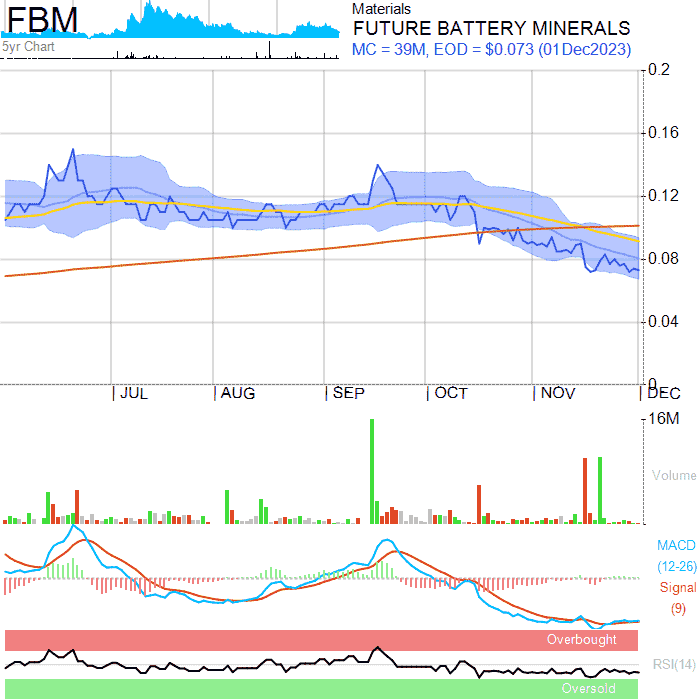 FBM
5yr Chart
Materials
FUTURE BATTERY MINERALS
MC = 39M, EOD = $0.073 (01Dec2023)
0.2
0.16
0.12
0.08
0.04
0
| JUL | AUG | SEP | OCT | NOV | DEC
16M
Volume
MACD
(12-26)
Signal
(9)
Overbought
RSI(14)
Oversold